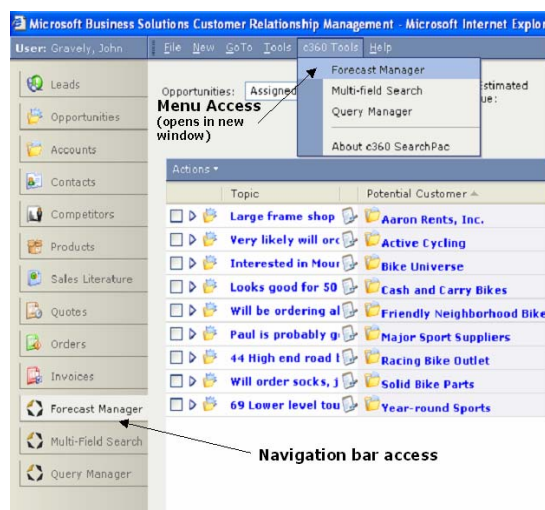 Microsoft Business Solutions Customer Relationship Management - Microsoft Internet Explor
User: Gravely, John
File New GoTo Tools c360 Tools Help
Forecast Manager
Multi-field Search
Query Manager
About c360 SearchPac
Opportunities: Assigned
Estimated
ue:
Menu Access
(opens in new
window)
Leads
Opportunities
Accounts
Contacts
Competitors
Products
Sales Literature
Quotes
Orders
Invoices
Forecast Manager
Multi-Field Search
Query Manager
Actions
Topic Potential Customer
Large frame shop Aaron Rents, Inc.
Very likely will orc Active Cycling
Interested in Mour Bike Universe
Looks good for 50 Cash and Carry Bikes
Will be ordering al Friendly Neighborhood Bike
Paul is probably g Major Sport Suppliers
44 High end road Racing Bike Outlet
Will order socks, j Solid Bike Parts
69 Lower level tou Year-round Sports
Navigation bar access